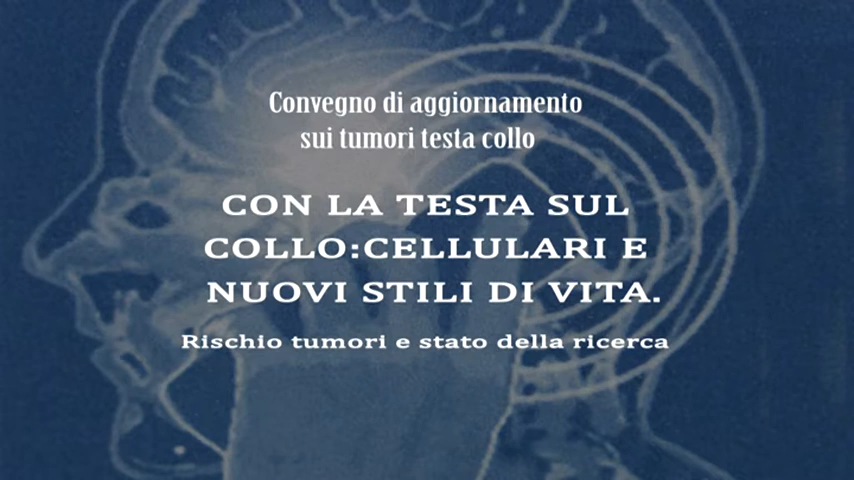 Convegno di aggiornamento
sui tumori testa collo
CON LA TESTA SUL
COLLO:CELLULARI E
NUOVI STILI DI VITA.
Rischio tumori e stato della ricerca